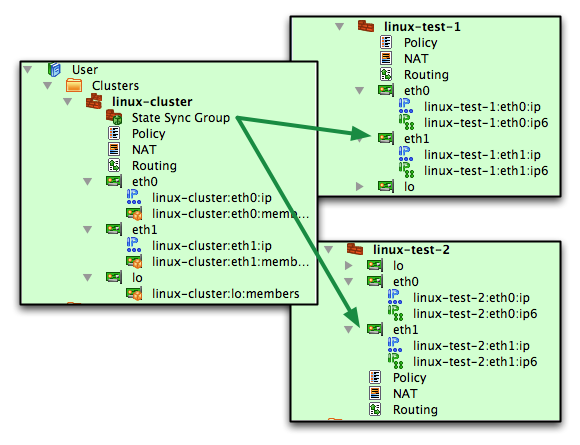 User
Clusters
linux-cluster
State Sync Group
Policy
NAT
Routing
eth0
linux-cluster:eth0:ip
linux-cluster:eth0:memb...
eth1
linux-cluster:eth1:ip
linux-cluster:eth1:memb...
lo
linux-cluster:lo:members
linux-test-1
Policy
NAT
Routing
eth0
linux-test-1:eth0:ip
linux-test-1:eth0:ip6
eth1
linux-test-1:eth1:ip
linux-test-1:eth1:ip6
lo
linux-test-2
lo
eth0
linux-test-2:eth0:ip
linux-test-2:eth0:ip6
eth1
linux-test-2:eth1:ip
linux-test-2:eth1:ip6
Policy
NAT
Routing